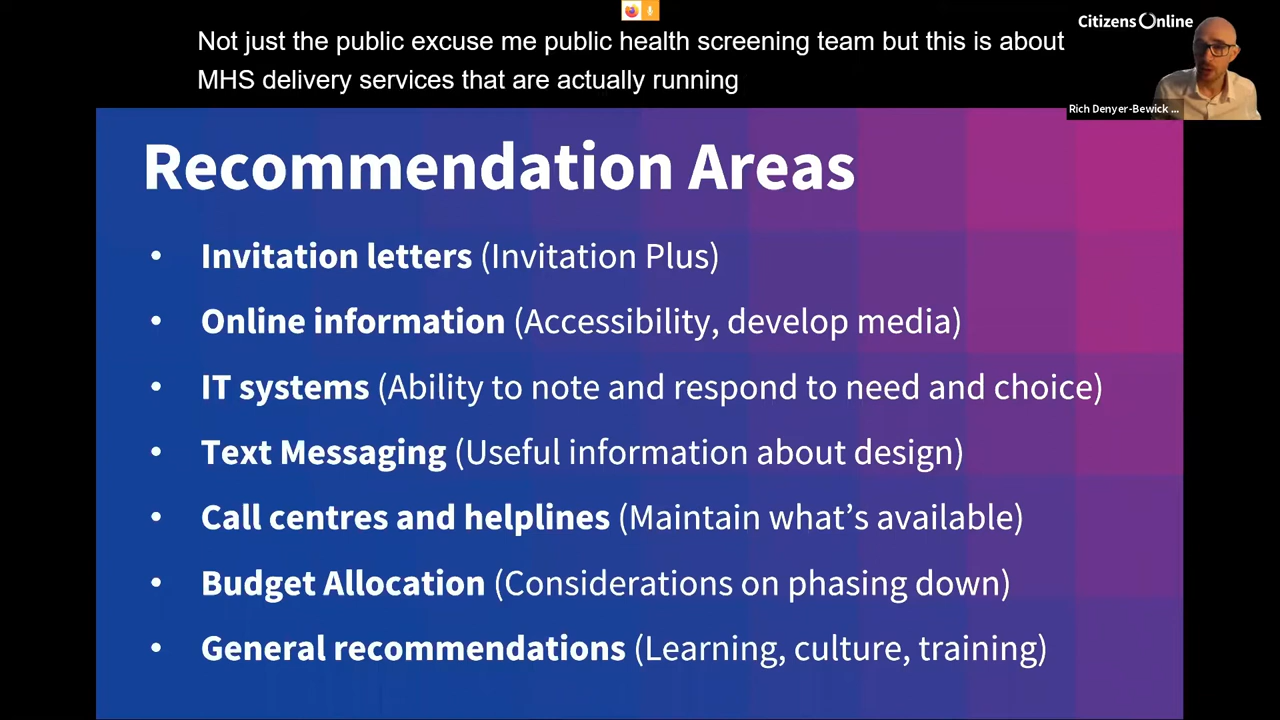 Not just the public excuse me public health screening team but this is about
MHS delivery services that are actually running
Citizens Online
Rich Denyer-Bewick ...
Recommendation Areas
• Invitation letters (Invitation Plus)
• Online information (Accessibility, develop media)
• IT systems (Ability to note and respond to need and choice)
• Text Messaging (Useful information about design)
• Call centres and helplines (Maintain what’s available)
• Budget Allocation (Considerations on phasing down)
• General recommendations (Learning, culture, training)